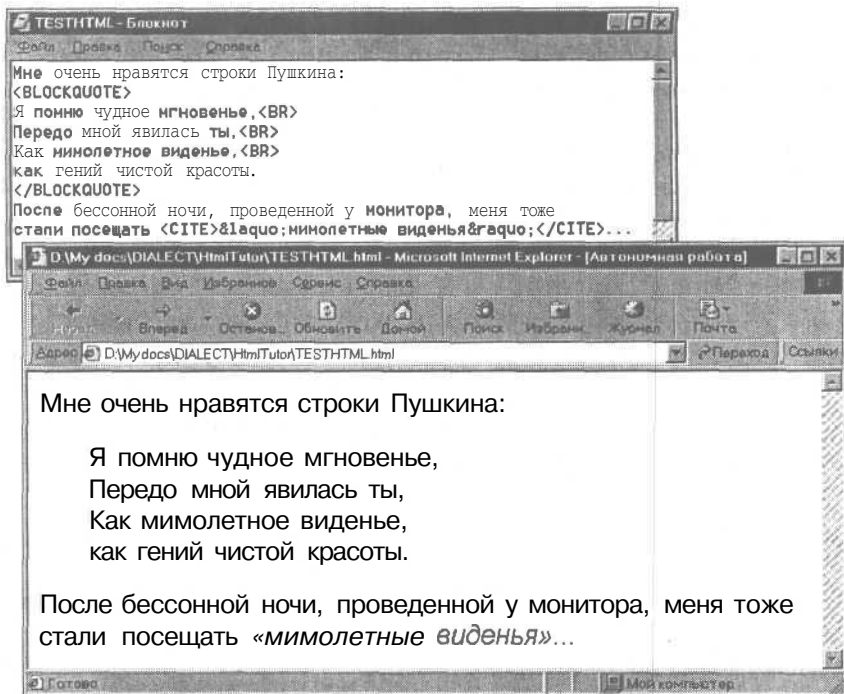 TESTHTML - Блокнот
Файл Правка Поиск Справка
Мне очень нравятся строки Пушкина:
<BLOCKQUOTE>
Я помню чудное мгновенье,<BR>
Передо мной явилась ты,<BR>
Как мимолетное виденье,<BR>
как гений чистой красоты.
</BLOCKQUOTE>
После бессонной ночи, проведенной у монитора, меня тоже
стали посещать <CITE>&laquo;мимолетные виденья&raquo;</CITE>...
D:\My docs\DIALECT\HtmlTutor\TESTHTML.html - Microsoft Internet Explorer - [Автономная работа]
Файл Правка Вид Избранное Сервис Справка
Вперед Останов... Обновить Домой Поиск Избранн. Журнал Почта
Адрес D:\My docs\DIALECT\HtmlTutor\TESTHTML.html Переход Ссылки
Мне очень нравятся строки Пушкина:
Я помню чудное мгновенье,
Передо мной явилась ты,
Как мимолетное виденье,
как гений чистой красоты.
После бессонной ночи, проведенной у монитора, меня тоже
стали посещать «мимолетные виденья»...
Готово Мой компьютер